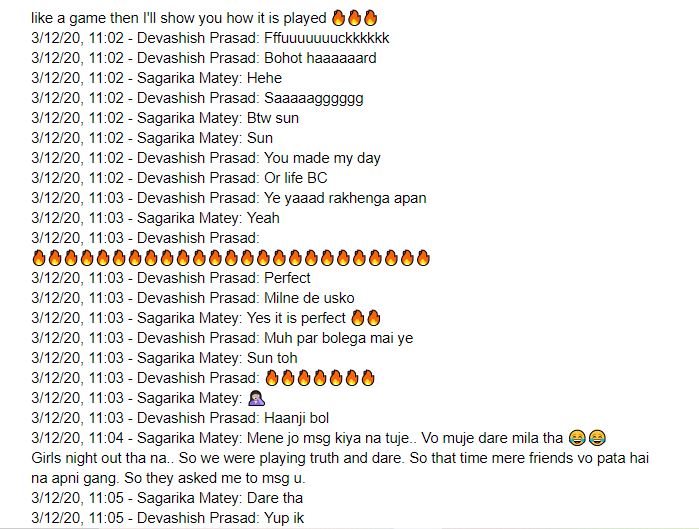 like a game then I'll show you how it is played 🔥🔥🔥
3/12/20, 11:02 - Devashish Prasad: Fffuuuuuuuckkkkkk
3/12/20, 11:02 - Devashish Prasad: Bohot haaaaaard
3/12/20, 11:02 - Sagarika Matey: Hehe
3/12/20, 11:02 - Devashish Prasad: Saaaaagggggg
3/12/20, 11:02 - Sagarika Matey: Btw sun
3/12/20, 11:02 - Sagarika Matey: Sun
3/12/20, 11:02 - Devashish Prasad: You made my day
3/12/20, 11:02 - Devashish Prasad: Or life BC
3/12/20, 11:03 - Devashish Prasad: Ye yaaad rakhenga apan
3/12/20, 11:03 - Sagarika Matey: Yeah
3/12/20, 11:03 - Devashish Prasad:
🔥🔥🔥🔥🔥🔥🔥🔥🔥🔥🔥🔥🔥🔥🔥🔥🔥🔥🔥🔥🔥🔥🔥🔥🔥
3/12/20, 11:03 - Devashish Prasad: Perfect
3/12/20, 11:03 - Devashish Prasad: Milne de usko
3/12/20, 11:03 - Sagarika Matey: Yes it is perfect 🔥🔥
3/12/20, 11:03 - Devashish Prasad: Muh par bolega mai ye
3/12/20, 11:03 - Sagarika Matey: Sun toh
3/12/20, 11:03 - Devashish Prasad: 🔥🔥🔥🔥🔥🔥🔥
3/12/20, 11:03 - Sagarika Matey: 🤦🏻‍♀️
3/12/20, 11:03 - Devashish Prasad: Haanji bol
3/12/20, 11:04 - Sagarika Matey: Mene jo msg kiya na tuje.. Vo muje dare mila tha 😂😂
Girls night out tha na.. So we were playing truth and dare. So that time mere friends vo pata hai
na apni gang. So they asked me to msg u.
3/12/20, 11:05 - Sagarika Matey: Dare tha
3/12/20, 11:05 - Devashish Prasad: Yup ik